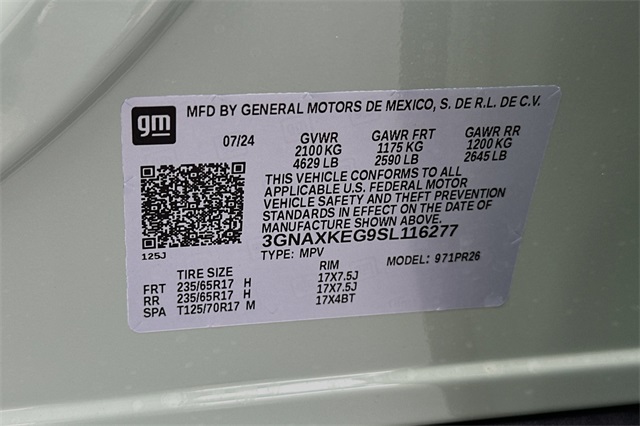 gm
MFD BY GENERAL MOTORS DE MEXICO, S. DE R.L. DE C.V.
07/24 GVWR GAWR FRT GAWR RR
2100 KG 1175 KG 1200 KG
4629 LB 2590 LB 2645 LB
THIS VEHICLE CONFORMS TO ALL
APPLICABLE U.S. FEDERAL MOTOR
VEHICLE SAFETY AND THEFT PREVENTION
STANDARDS IN EFFECT ON THE DATE OF
MANUFACTURE SHOWN ABOVE.
3GNAXKEG9SL116277
125J
TYPE: MPV MODEL: 971PR26
TIRE SIZE RIM
FRT 235/65R17 H 17X7.5J
RR 235/65R17 H 17X7.5J
SPA T125/70R17 M 17X4BT